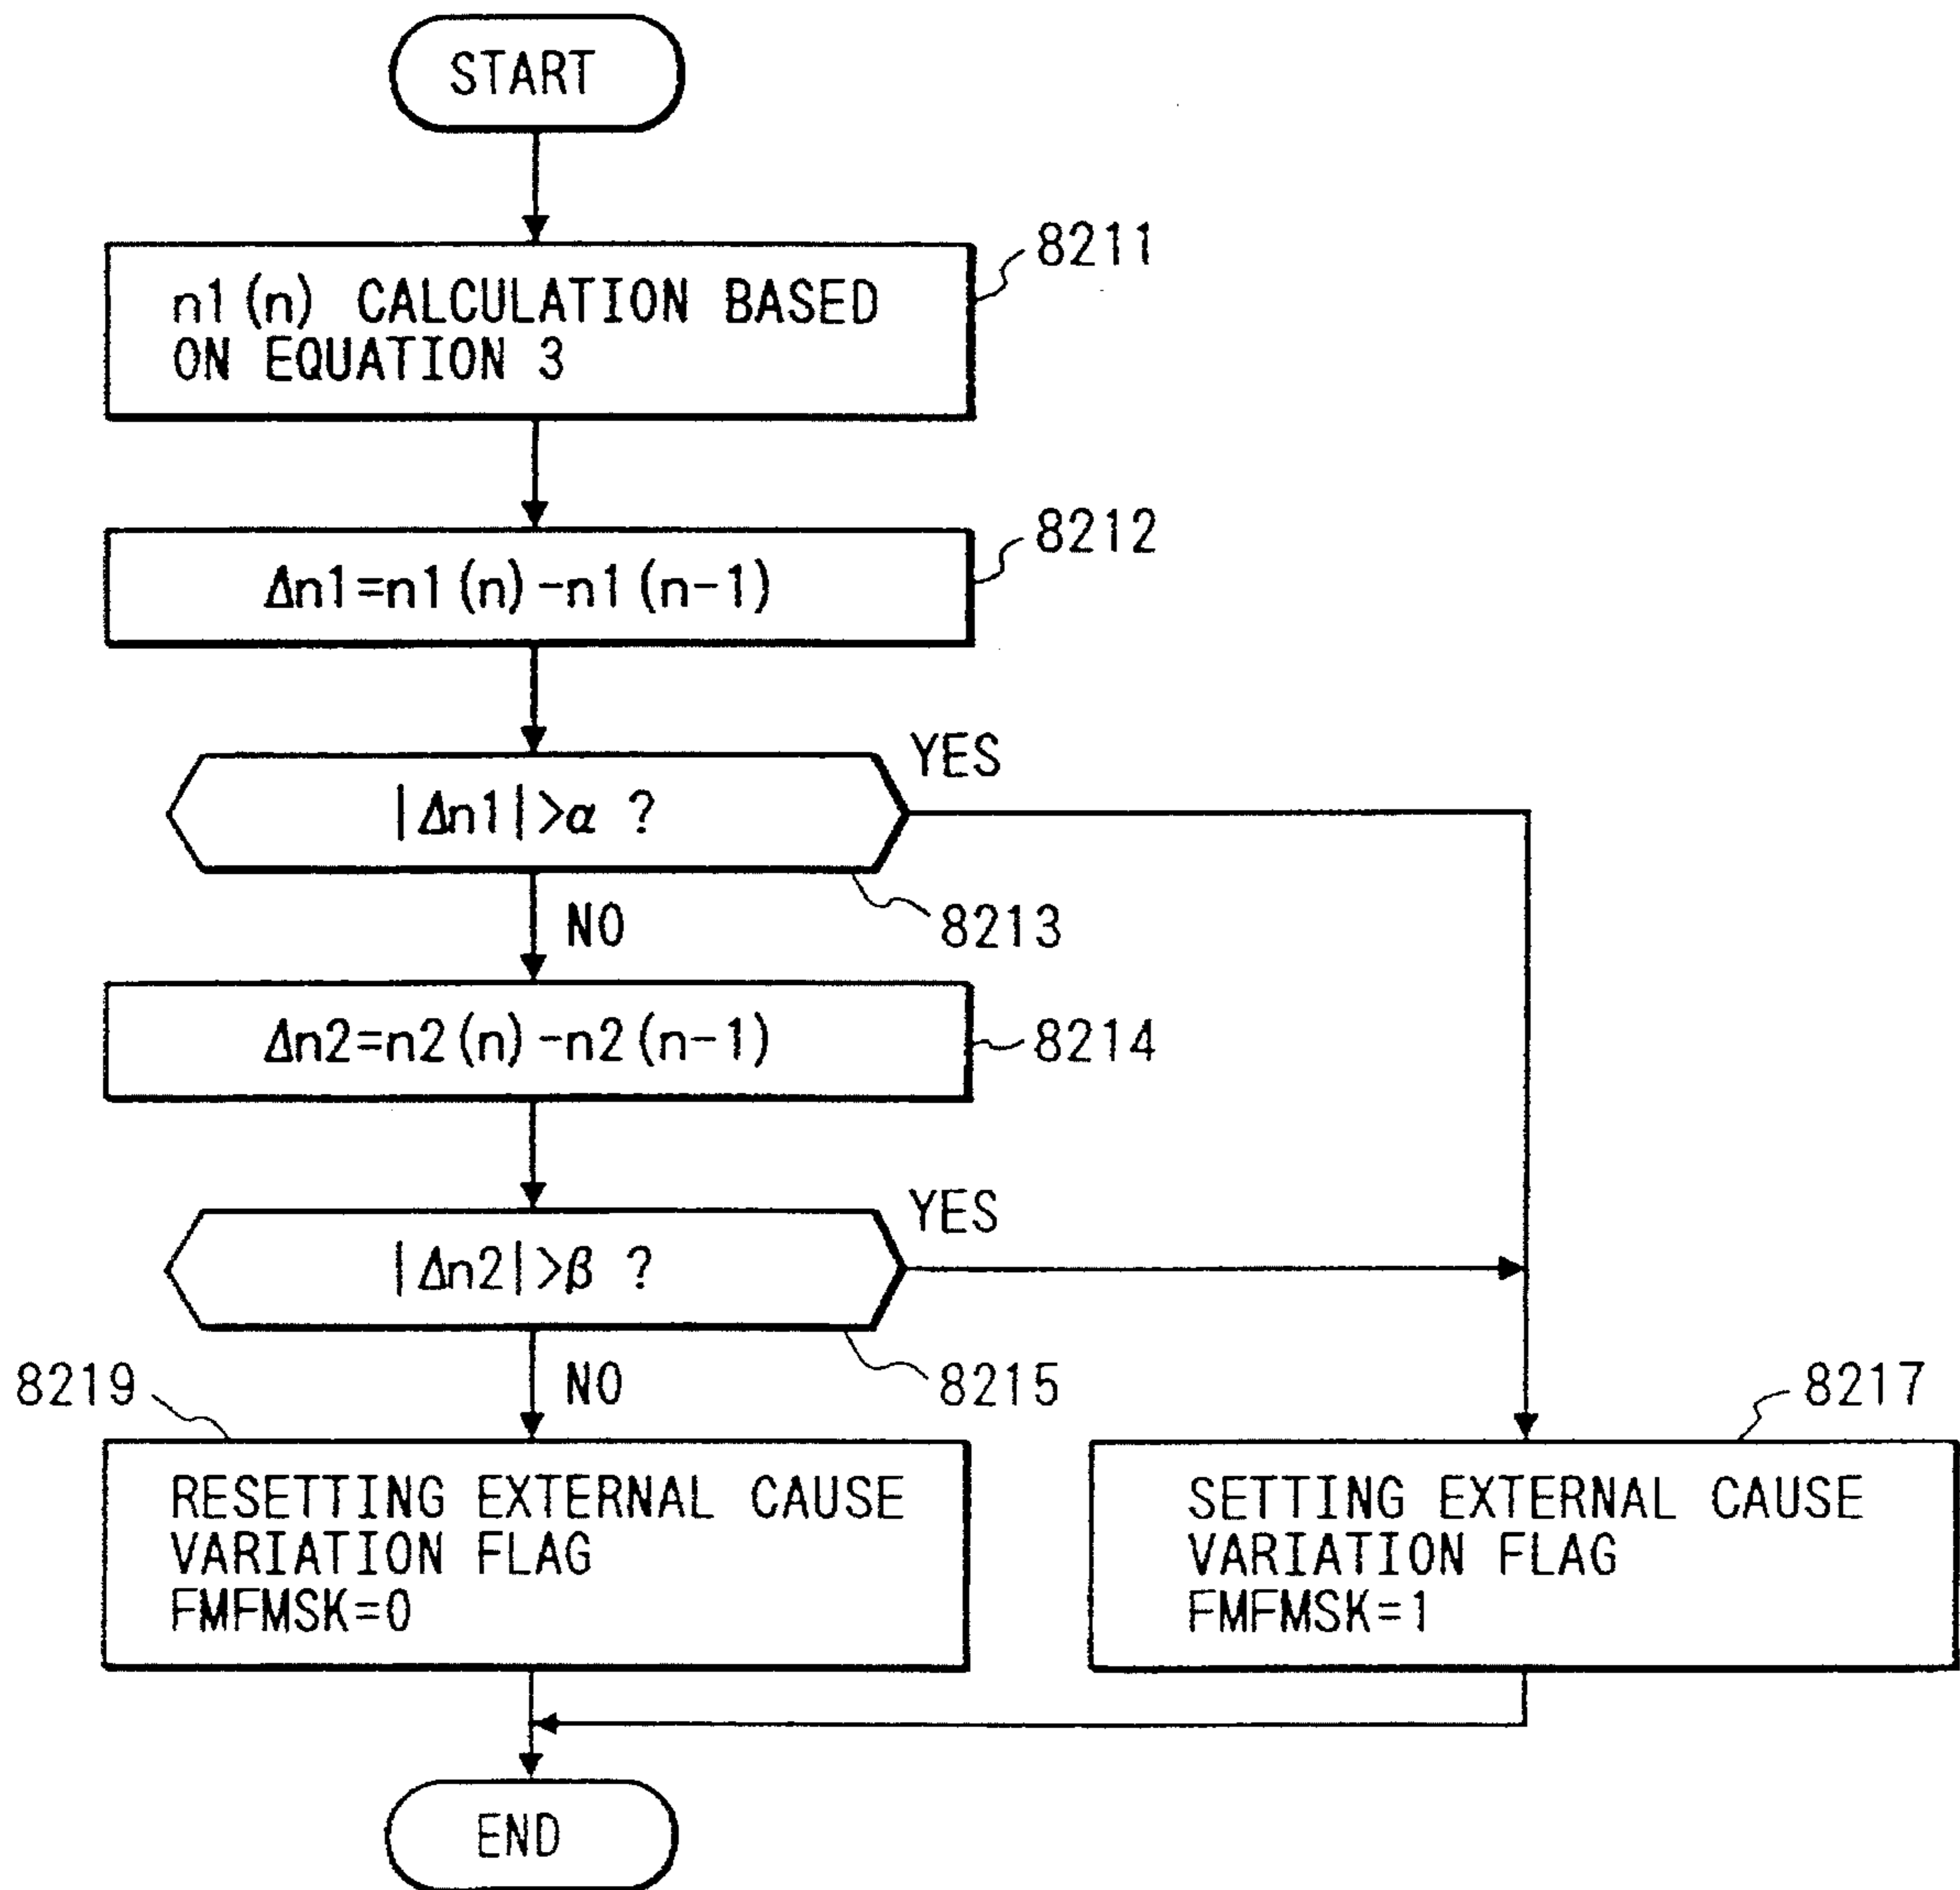 START
8211
n1(n) CALCULATION BASED
ON EQUATION 3
8212
Δn1=n1(n)-n1(n-1)
YES
|Δn1|>α ?
8213
NO
Δn2=n2(n)-n2(n-1)
8214
YES
|Δn2|>β ?
8215
NO
8219
8217
RESETTING EXTERNAL CAUSE
VARIATION FLAG
FMFMSK=0
SETTING EXTERNAL CAUSE
VARIATION FLAG
FMFMSK=1
END